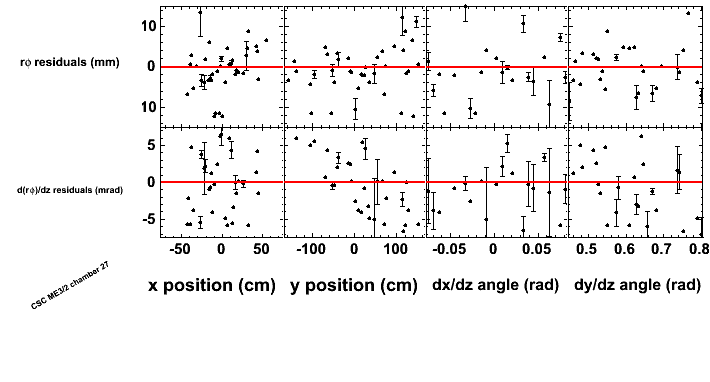 10
rϕ residuals (mm)
0
10
5
d(rϕ)/dz residuals (mrad)
0
-5
-50 0 50 -100 0 100 -0.05 0 0.05 0.5 0.6 0.7 0.8
x position (cm) y position (cm) dx/dz angle (rad) dy/dz angle (rad)
CSC ME3/2 chamber 27